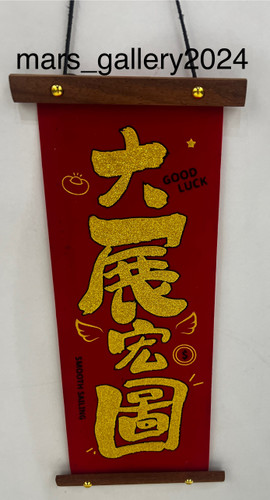 mars_gallery2024
大展宏圖
GOOD
LUCK
$
SMOOTH SAILING